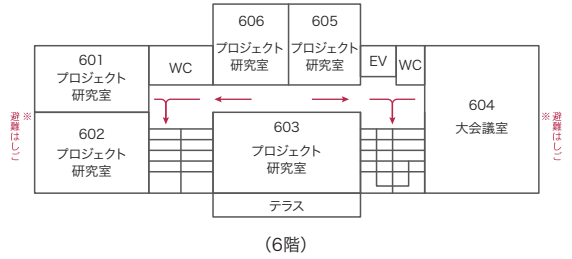 606
プロジェクト
研究室
605
プロジェクト
研究室
601
プロジェクト
研究室
WC
EV
WC
604
大会議室
※避難はしご
※避難はしご
602
プロジェクト
研究室
603
プロジェクト
研究室
テラス
（6階）